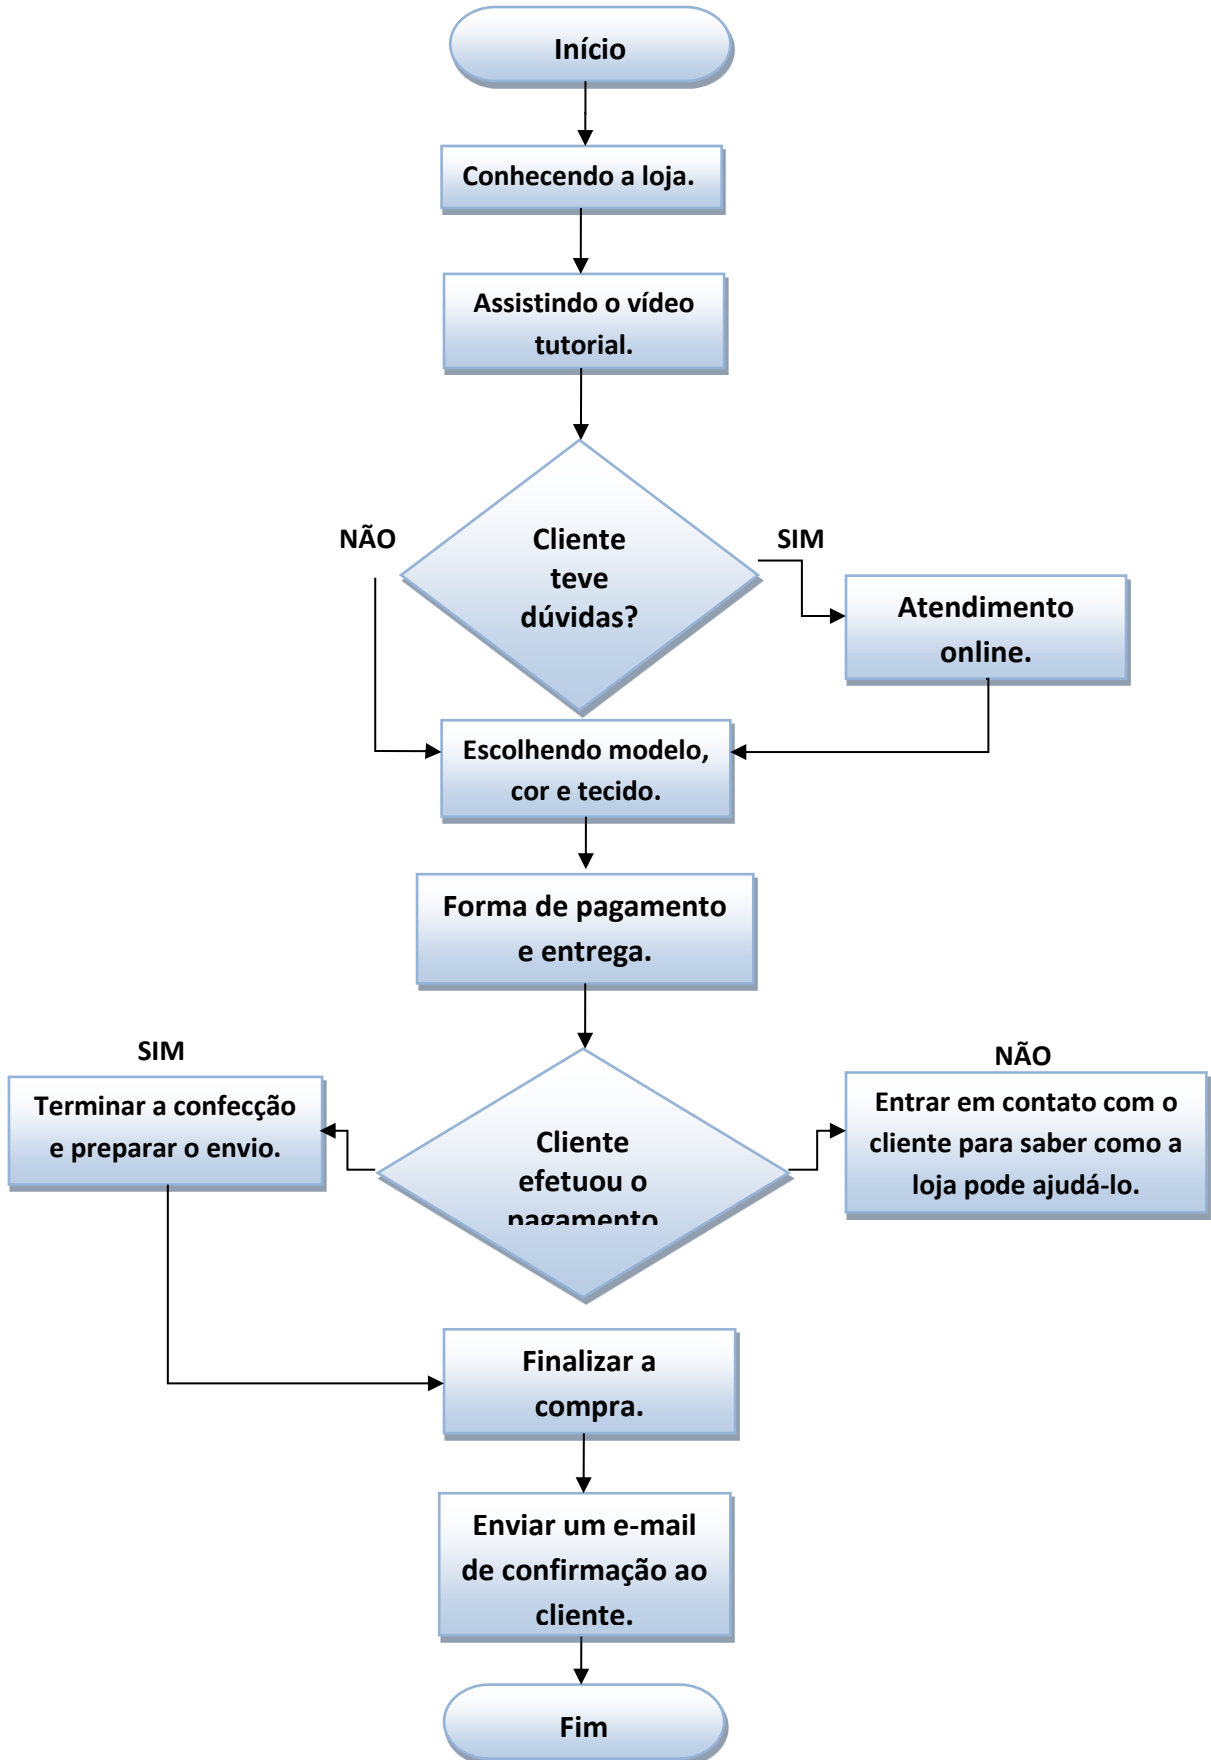 Início
Conhecendo a loja.
Assistindo o vídeo
tutorial.
NÃO
Cliente
teve
dúvidas?
SIM
Atendimento
online.
Escolhendo modelo,
cor e tecido.
Forma de pagamento
e entrega.
SIM
Terminar a confecção
e preparar o envio.
Cliente
efetuou o
pagamento
NÃO
Entrar em contato com o
cliente para saber como a
loja pode ajudá-lo.
Finalizar a
compra.
Enviar um e-mail
de confirmação ao
cliente.
Fim